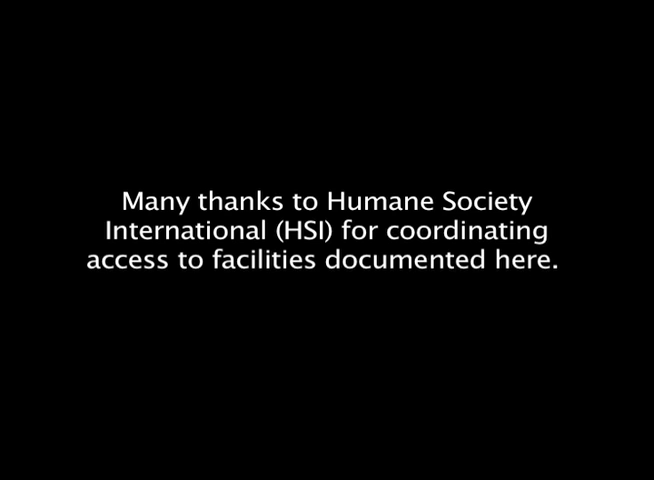 Many thanks to Humane Society
International (HSI) for coordinating
access to facilities documented here.